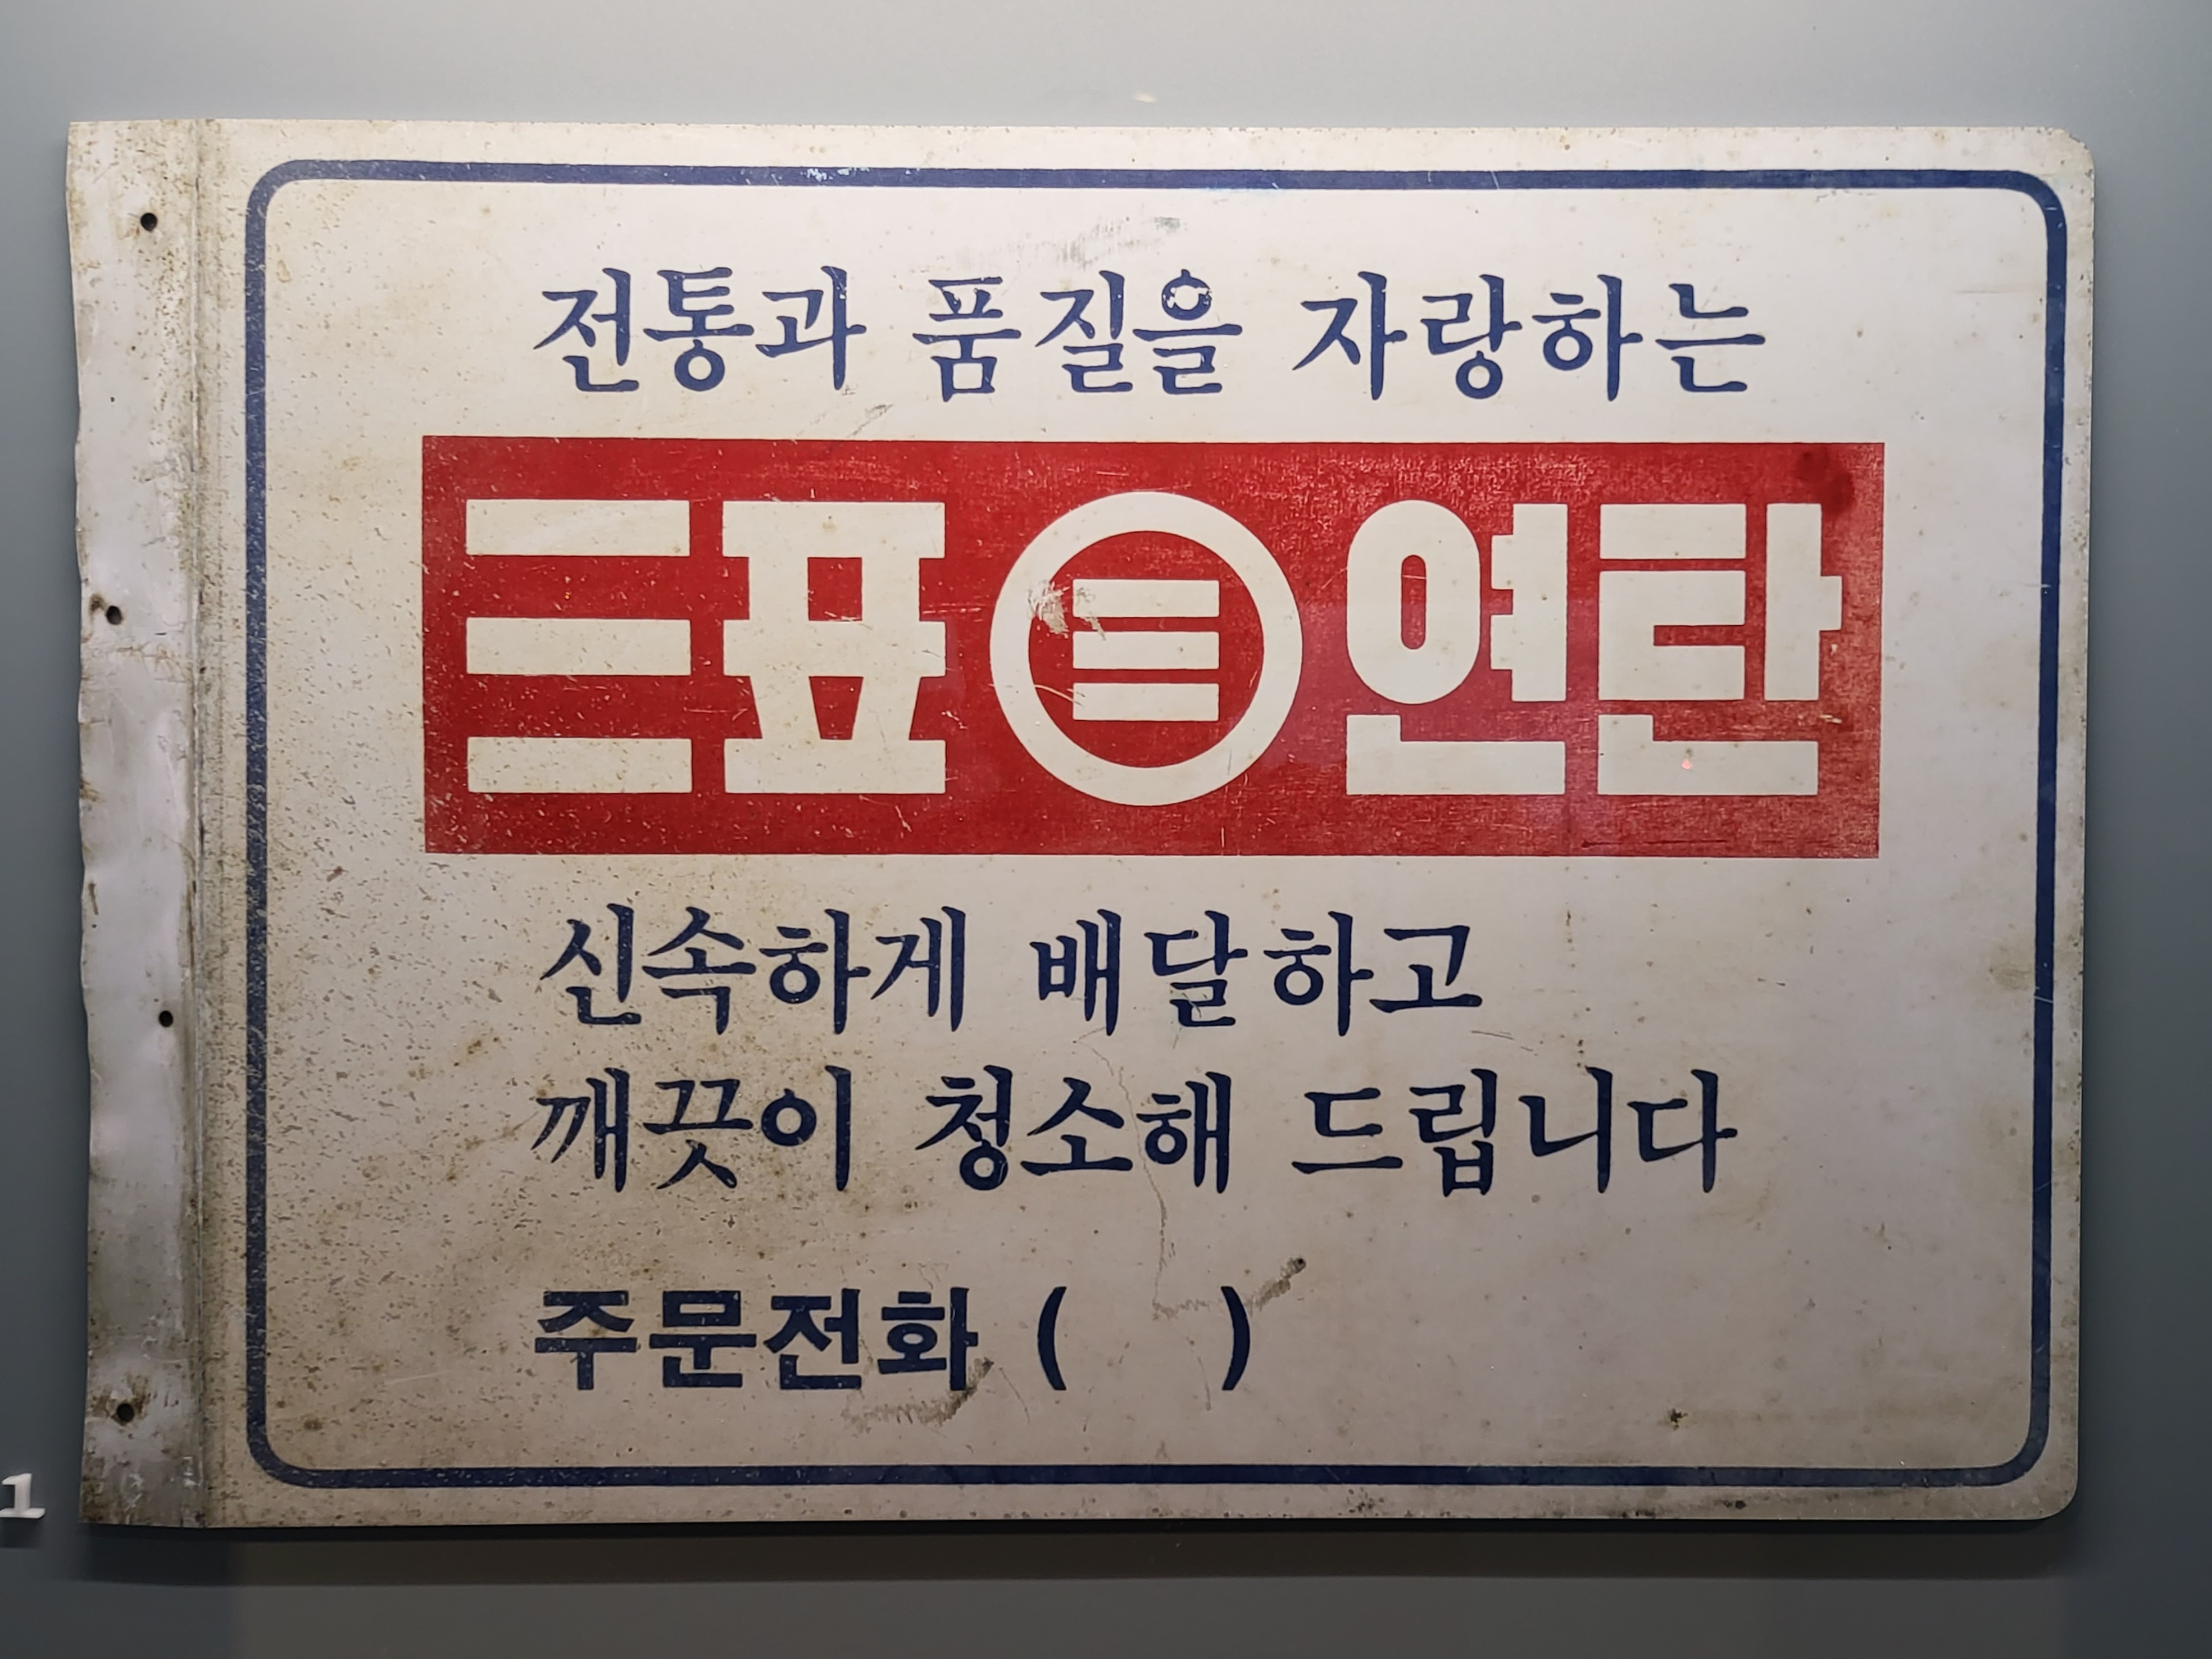 전통과 품질을 자랑하는
三표 三 연탄
신속하게 배달하고
깨끗이 청소해 드립니다
주문전화 (    )
1